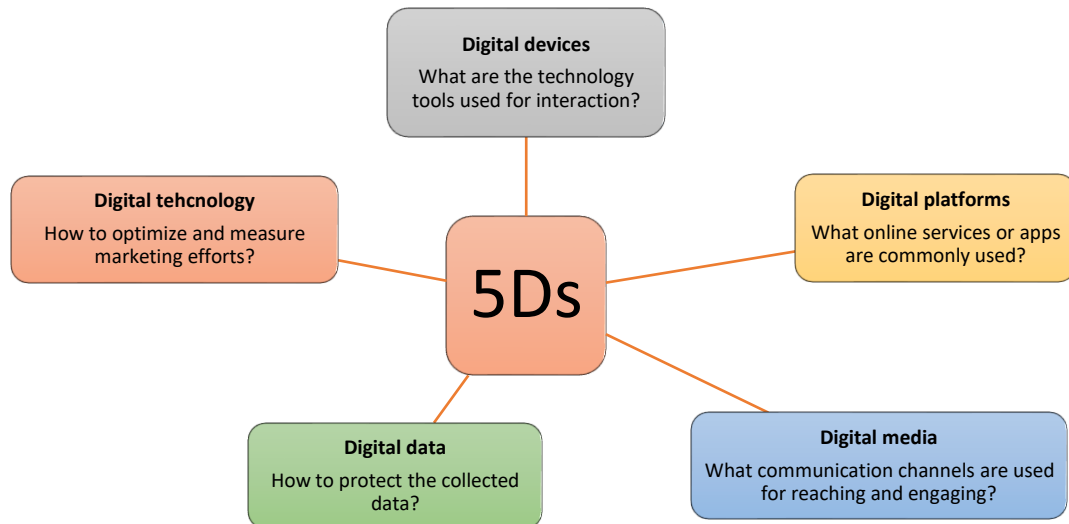 Digital devices
What are the technology
tools used for interaction?
Digital tehcnology
How to optimize and measure
marketing efforts?
Digital platforms
What online services or apps
are commonly used?
5Ds
Digital data
How to protect the collected
data?
Digital media
What communication channels are used
for reaching and engaging?